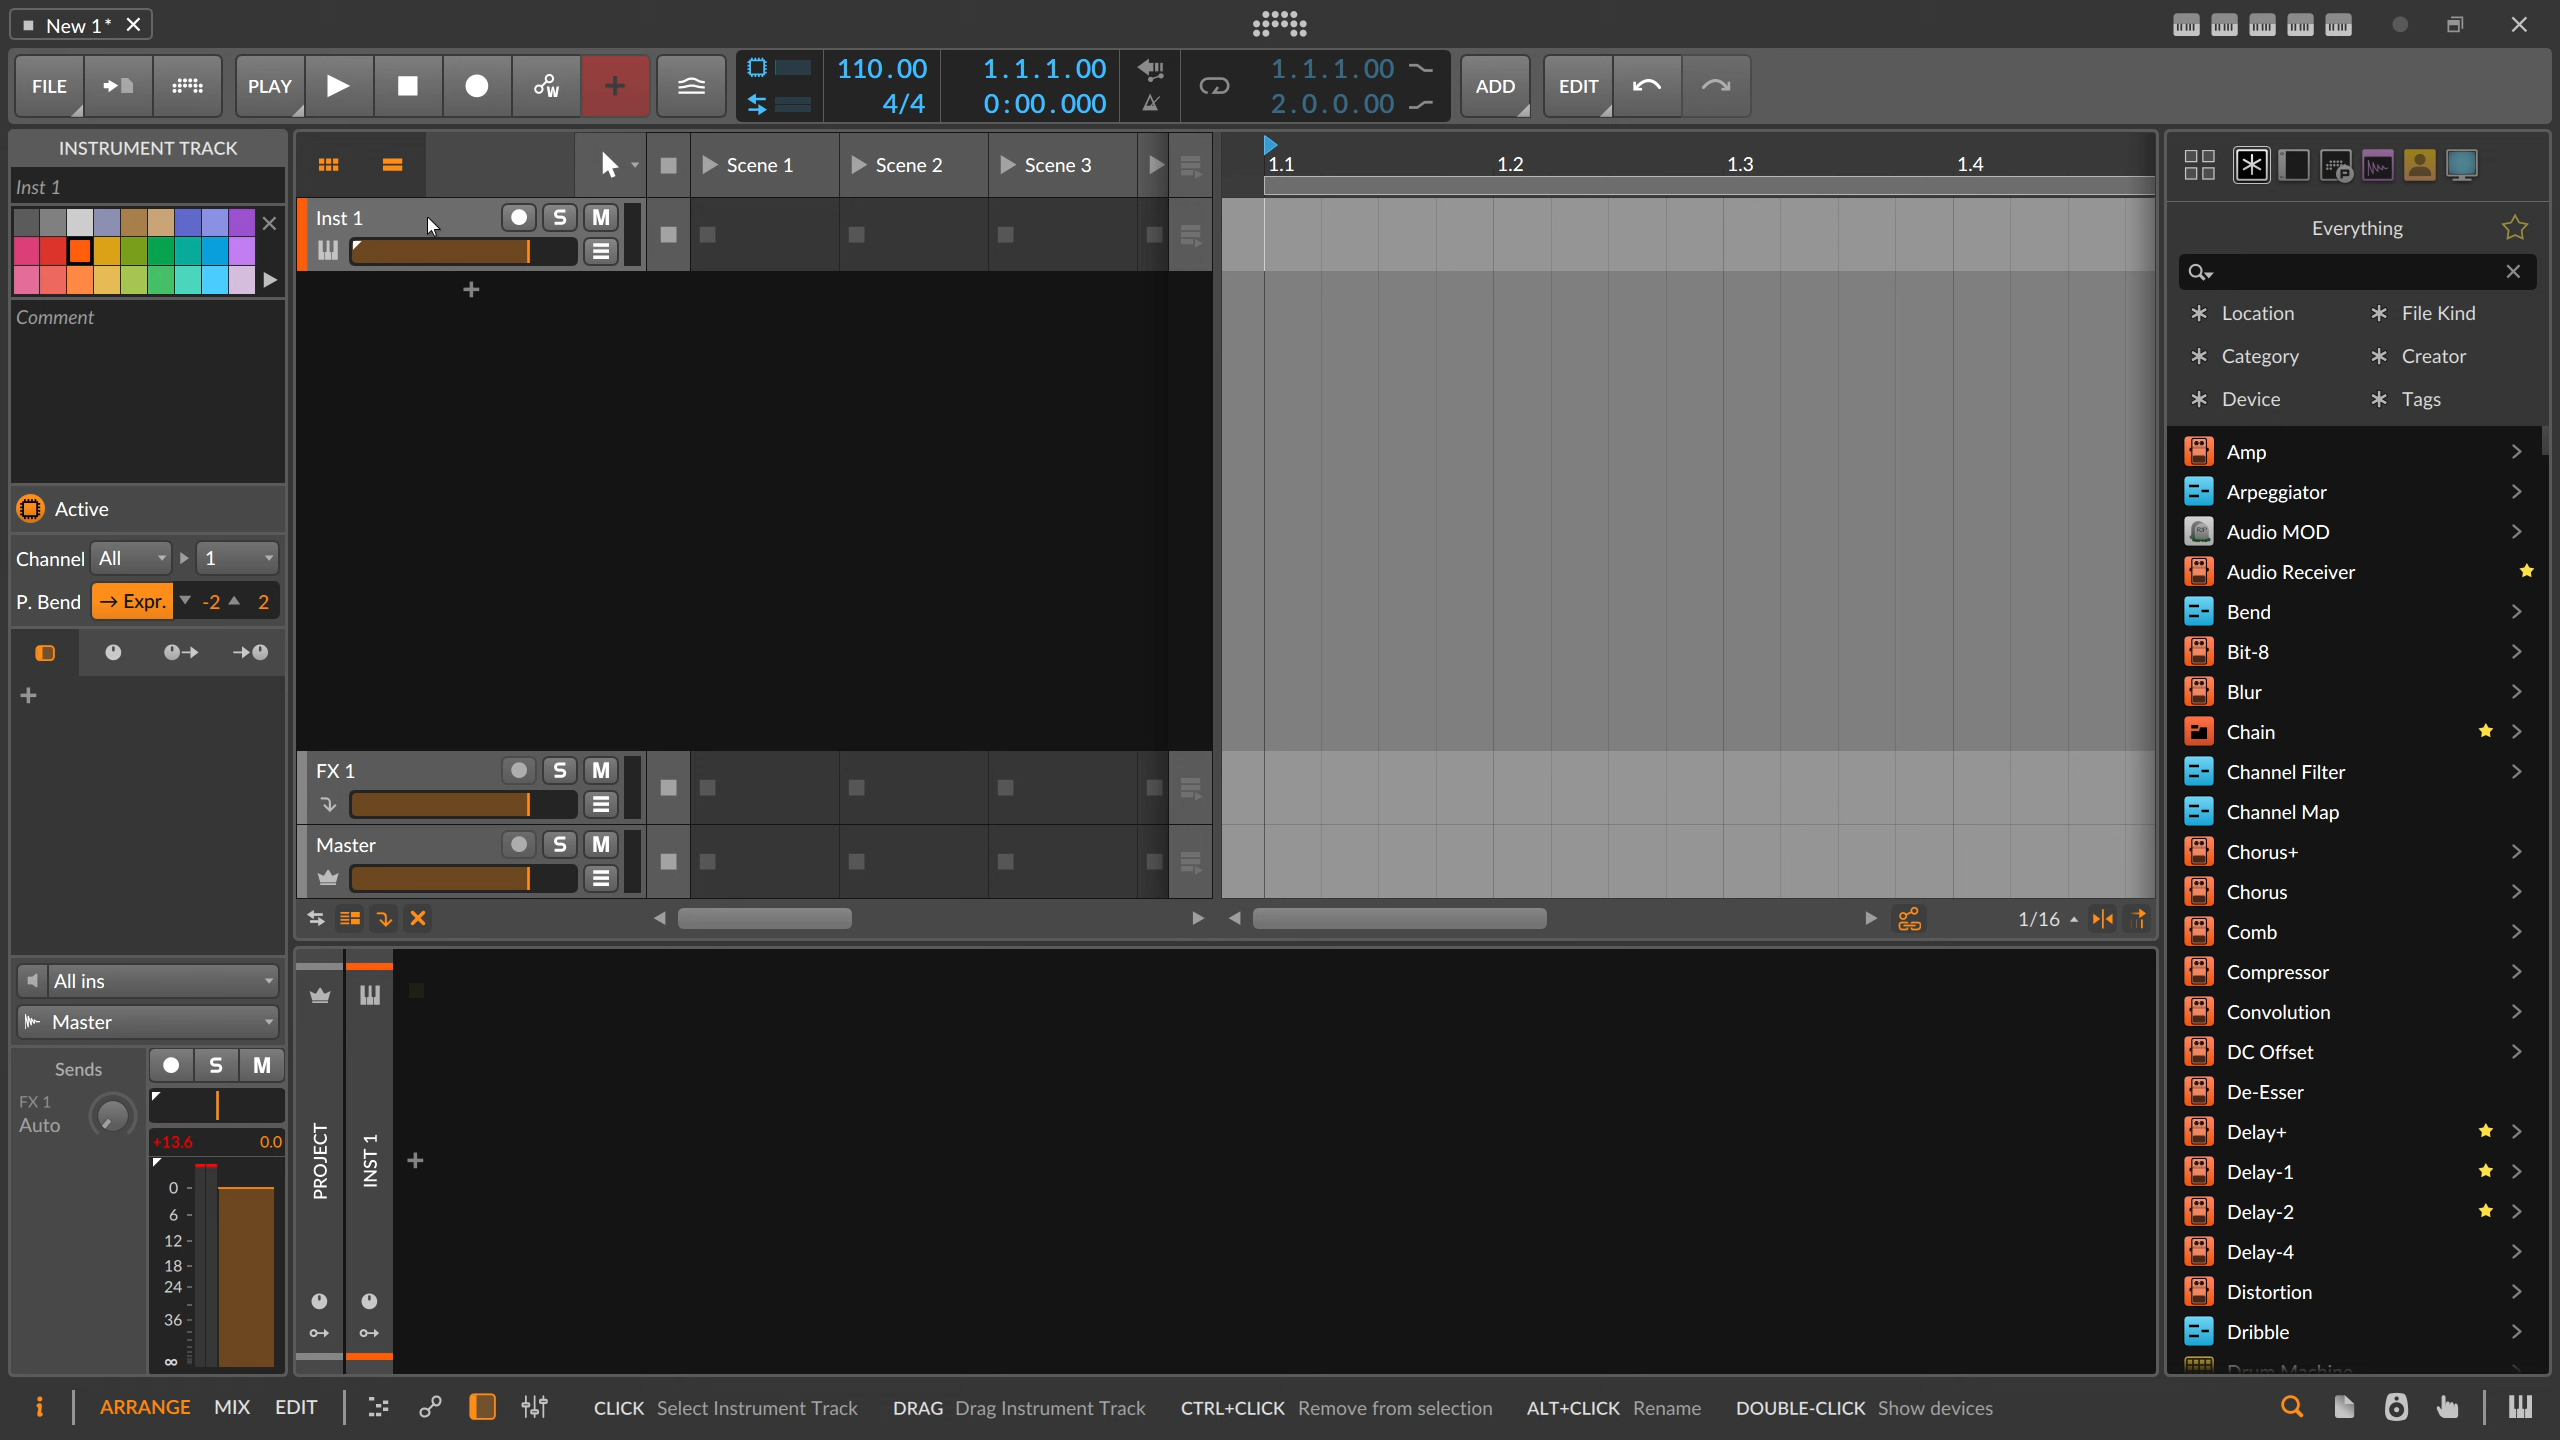 New 1*
FILE
PLAY
W
110.00
4/4
1.1.1.00
0:00.000
1.1.1.00
2.0.0.00
ADD
EDIT
INSTRUMENT TRACK
Inst 1
Comment
Active
Channel All 1
P. Bend → Expr. -2 2
All ins
Master
Sends
S M
FX 1
Auto
+13.6 0.0
0
6
12
18
24
36
∞
Scene 1
Scene 2
Scene 3
Inst 1 S M
FX 1 S M
Master S M
1.1 1.2 1.3 1.4
1/16
PROJECT
INST 1
Everything
Location File Kind
Category Creator
Device Tags
Amp
Arpeggiator
Audio MOD
Audio Receiver
Bend
Bit-8
Blur
Chain
Channel Filter
Channel Map
Chorus+
Chorus
Comb
Compressor
Convolution
DC Offset
De-Esser
Delay+
Delay-1
Delay-2
Delay-4
Distortion
Dribble
Drum Machine
i ARRANGE MIX EDIT CLICK Select Instrument Track DRAG Drag Instrument Track CTRL+CLICK Remove from selection ALT+CLICK Rename DOUBLE-CLICK Show devices